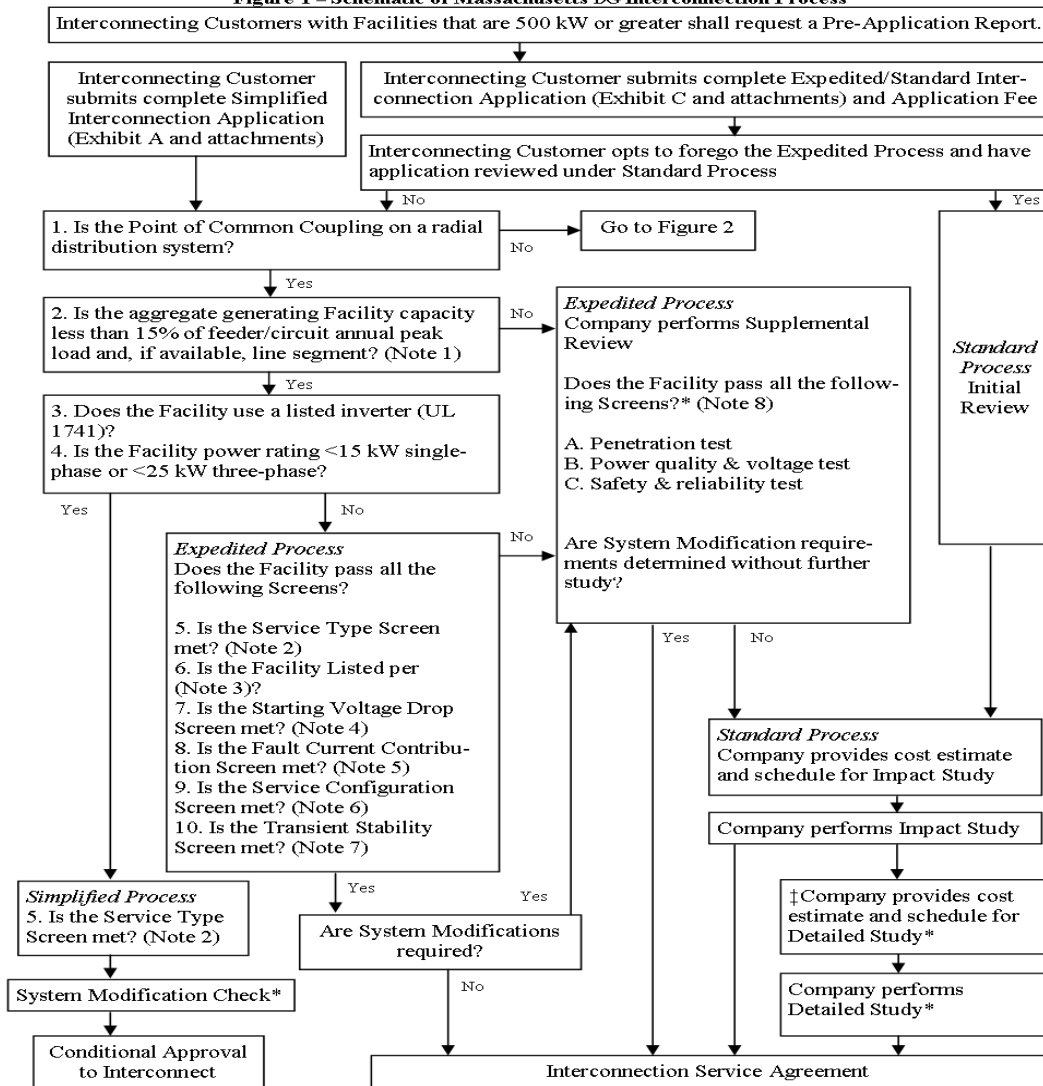 Figure 1 – Schematic of Massachusetts DG Interconnection Process
Interconnecting Customers with Facilities that are 500 kW or greater shall request a Pre-Application Report.
Interconnecting Customer
submits complete Simplified
Interconnection Application
(Exhibit A and attachments)
Interconnecting Customer submits complete Expedited/Standard Inter-
connection Application (Exhibit C and attachments) and Application Fee
Interconnecting Customer opts to forego the Expedited Process and have
application reviewed under Standard Process
No
Yes
1. Is the Point of Common Coupling on a radial
distribution system?
No
Go to Figure 2
Yes
2. Is the aggregate generating Facility capacity
less than 15% of feeder/circuit annual peak
load and, if available, line segment? (Note 1)
No
Yes
3. Does the Facility use a listed inverter (UL
1741)?
4. Is the Facility power rating <15 kW single-
phase or <25 kW three-phase?
Yes
No
Expedited Process
Company performs Supplemental
Review
Does the Facility pass all the follow-
ing Screens?* (Note 8)
A. Penetration test
B. Power quality & voltage test
C. Safety & reliability test
Are System Modification require-
ments determined without further
study?
Standard
Process
Initial
Review
Expedited Process
Does the Facility pass all the
following Screens?
5. Is the Service Type Screen
met? (Note 2)
6. Is the Facility Listed per
(Note 3)?
7. Is the Starting Voltage Drop
Screen met? (Note 4)
8. Is the Fault Current Contribu-
tion Screen met? (Note 5)
9. Is the Service Configuration
Screen met? (Note 6)
10. Is the Transient Stability
Screen met? (Note 7)
No
Yes
No
Standard Process
Company provides cost estimate
and schedule for Impact Study
Company performs Impact Study
Yes
Yes
Simplified Process
5. Is the Service Type
Screen met? (Note 2)
Are System Modifications
required?
‡Company provides cost
estimate and schedule for
Detailed Study*
No
System Modification Check*
Company performs
Detailed Study*
Conditional Approval
to Interconnect
Interconnection Service Agreement